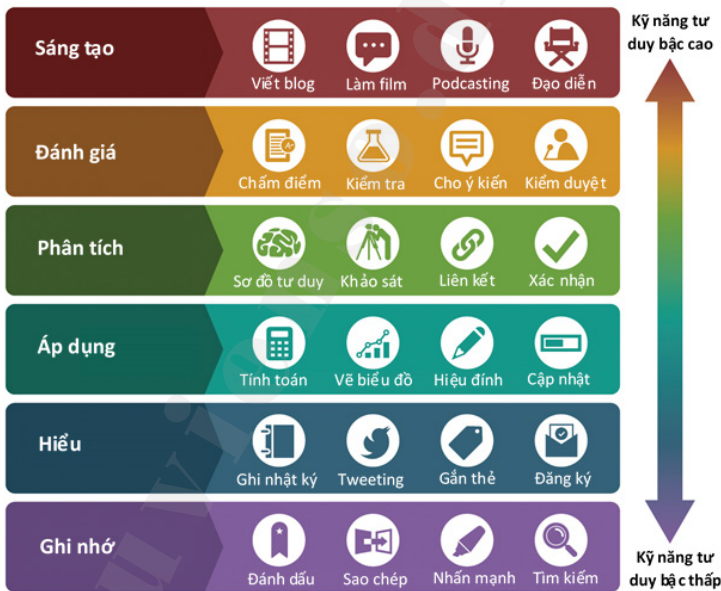 Kỹ năng tư
duy bậc cao
Sáng tạo
Viết blog Làm film Podcasting Đạo diễn
Đánh giá
Chấm điểm Kiểm tra Cho ý kiến Kiểm duyệt
Phân tích
Sơ đồ tư duy Khảo sát Liên kết Xác nhận
Áp dụng
Tính toán Vẽ biểu đồ Hiệu đính Cập nhật
Hiểu
Ghi nhật ký Tweeting Gắn thẻ Đăng ký
Ghi nhớ
Đánh dấu Sao chép Nhấn mạnh Tìm kiếm
Kỹ năng tư
duy bậc thấp